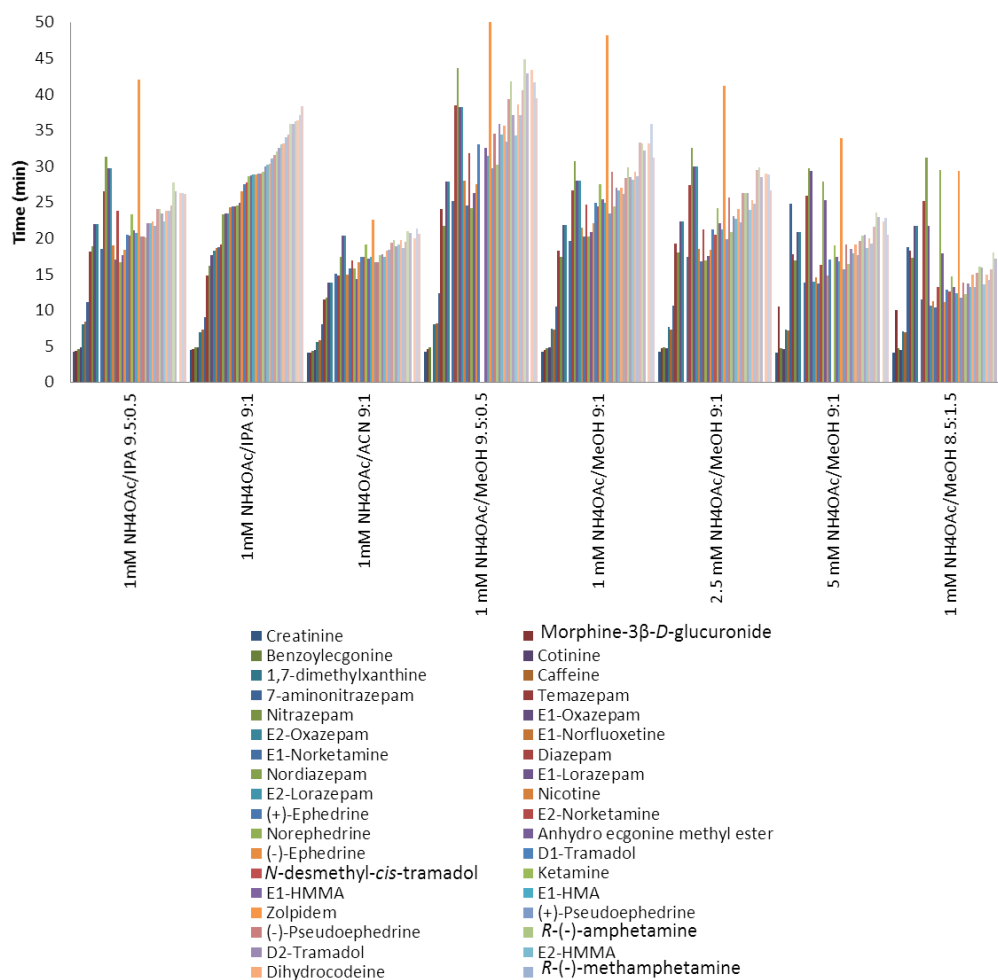 Time (min)
50
45
40
35
30
25
20
15
10
5
0
1mM NH4OAc/IPA 9.5:0.5
1mM NH4OAc/IPA 9:1
1mM NH4OAc/ACN 9:1
1 mM NH4OAc/MeOH 9.5:0.5
1 mM NH4OAc/MeOH 9:1
2.5 mM NH4OAc/MeOH 9:1
5 mM NH4OAc/MeOH 9:1
1 mM NH4OAc/MeOH 8.5:1.5
Creatinine
Morphine-3β-D-glucuronide
Benzoylecgonine
Cotinine
1,7-dimethylxanthine
Caffeine
7-aminonitrazepam
Temazepam
Nitrazepam
E1-Oxazepam
E2-Oxazepam
E1-Norfluoxetine
E1-Norketamine
Diazepam
Nordiazepam
E1-Lorazepam
E2-Lorazepam
Nicotine
(+)-Ephedrine
E2-Norketamine
Norephedrine
Anhydro ecgonine methyl ester
(-)-Ephedrine
D1-Tramadol
N-desmethyl-cis-tramadol
Ketamine
E1-HMMA
E1-HMA
Zolpidem
(+)-Pseudoephedrine
(-)-Pseudoephedrine
R-(-)-amphetamine
D2-Tramadol
E2-HMMA
Dihydrocodeine
R-(-)-methamphetamine